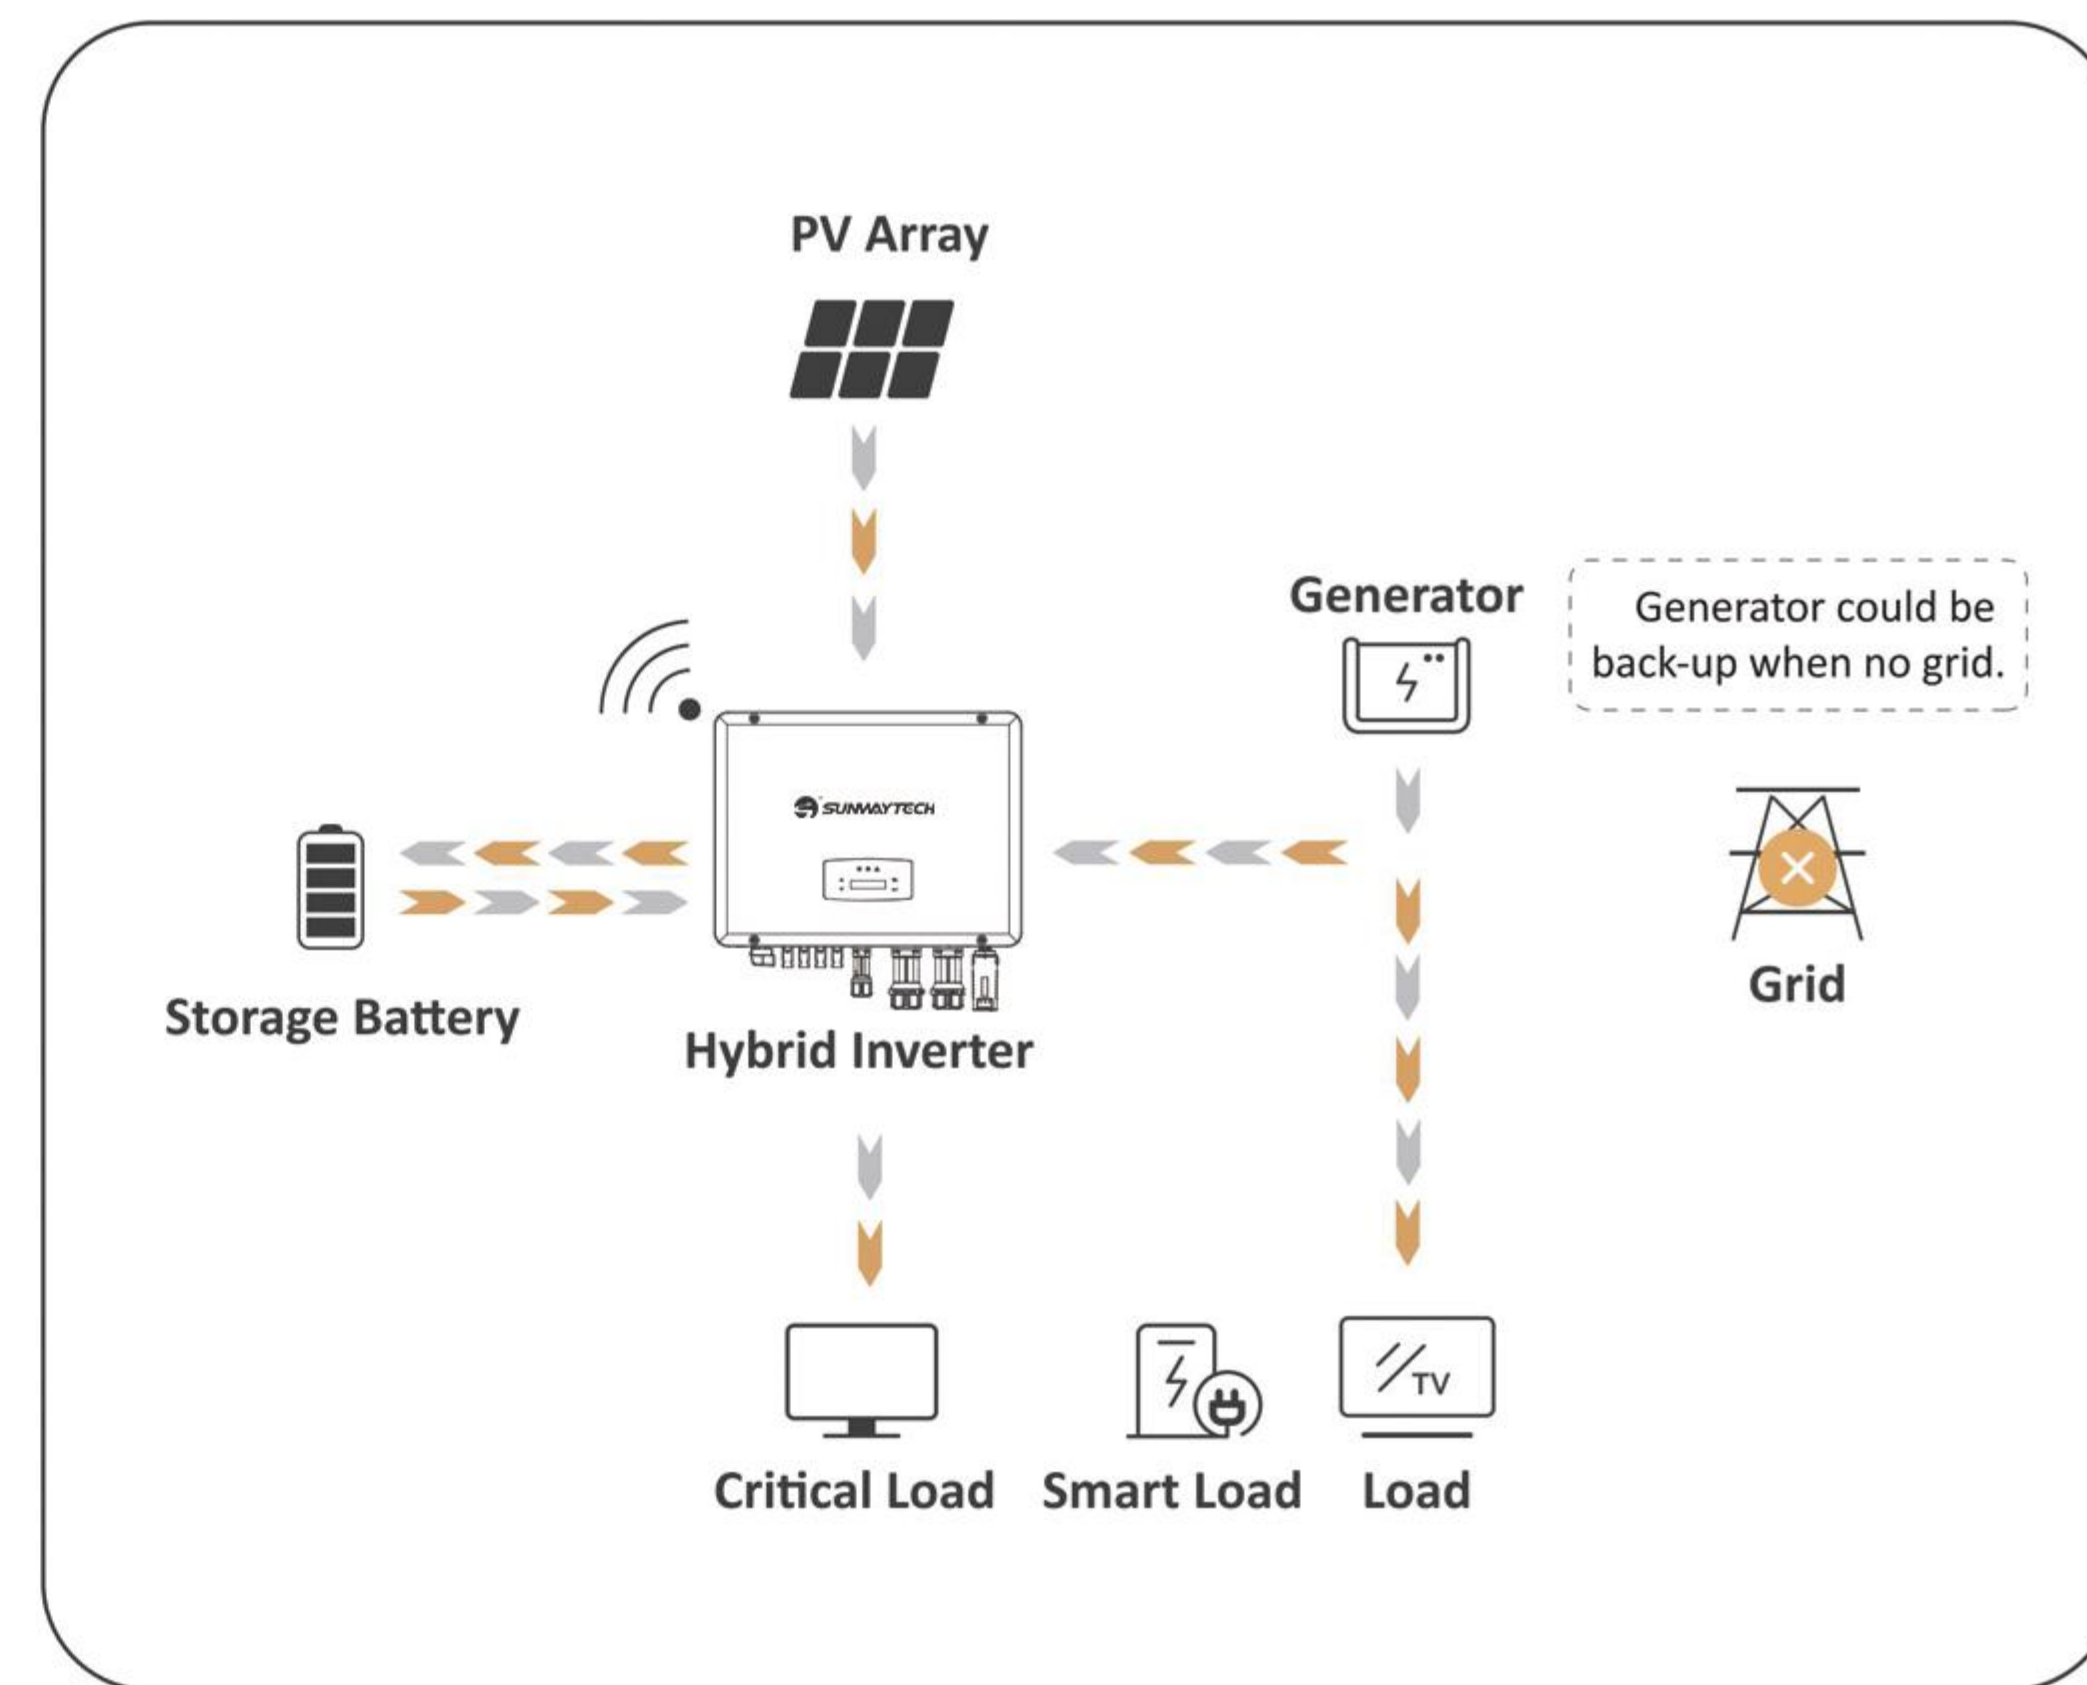 PV Array
Generator
Generator could be
back-up when no grid.
SUNWAYTECH
Grid
Storage Battery
Hybrid Inverter
TV
Critical Load
Smart Load
Load